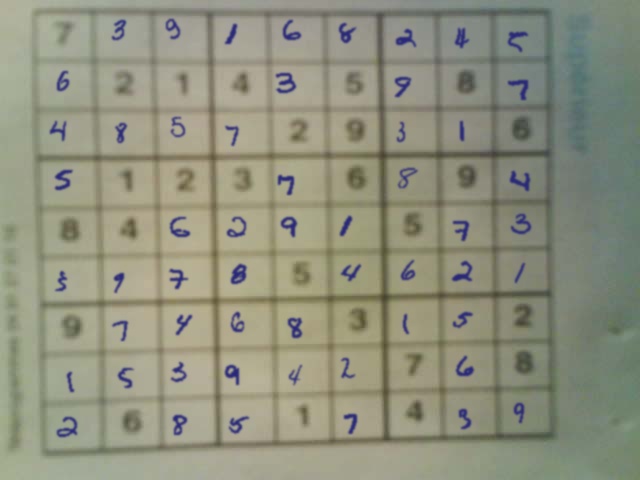 7 3 9 1 6 8 2 4 5
6 2 1 4 3 5 9 8 7
4 8 5 7 2 9 3 1 6
5 1 2 3 7 6 8 9 4
8 4 6 2 9 1 5 7 3
3 9 7 8 5 4 6 2 1
9 7 4 6 8 3 1 5 2
1 5 3 9 4 2 7 6 8
2 6 8 5 1 7 4 3 9
Supérieur